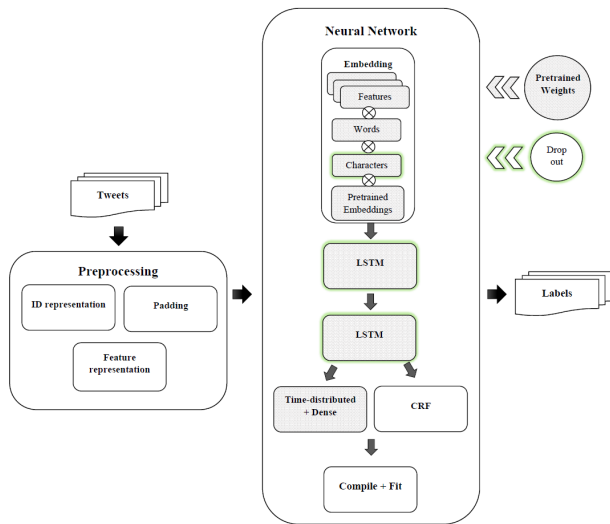 Neural Network
Embedding
Features
Words
Characters
Pretrained
Embeddings
Pretrained
Weights
Drop
out
Tweets
Preprocessing
ID representation
Padding
Feature
representation
LSTM
LSTM
Labels
Time-distributed
+ Dense
CRF
Compile + Fit